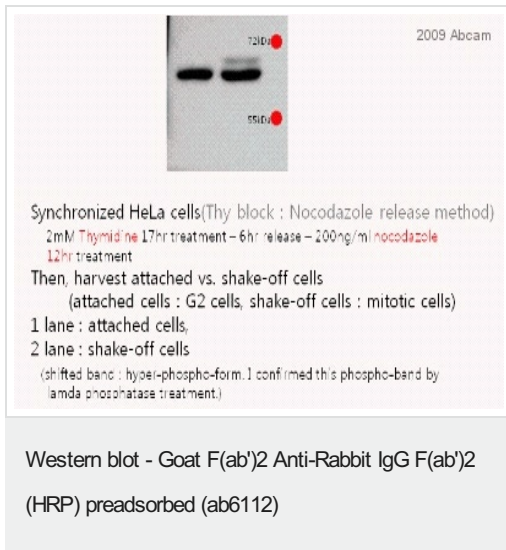 72kDa
2009 Abcam
55kDa
Synchronized HeLa cells(Thy block : Nocodazole release method)
2mM Thymidine 17hr treatment – 6hr release – 200ng/ml nocodazole
12hr treatment
Then, harvest attached vs. shake-off cells
(attached cells : G2 cells, shake-off cells : mitotic cells)
1 lane : attached cells,
2 lane : shake-off cells
(shifted band : hyper-phospho-form. I confirmed this phospho-band by
lamda phosphatase treatment.)
Western blot - Goat F(ab')2 Anti-Rabbit IgG F(ab')2
(HRP) preadsorbed (ab6112)